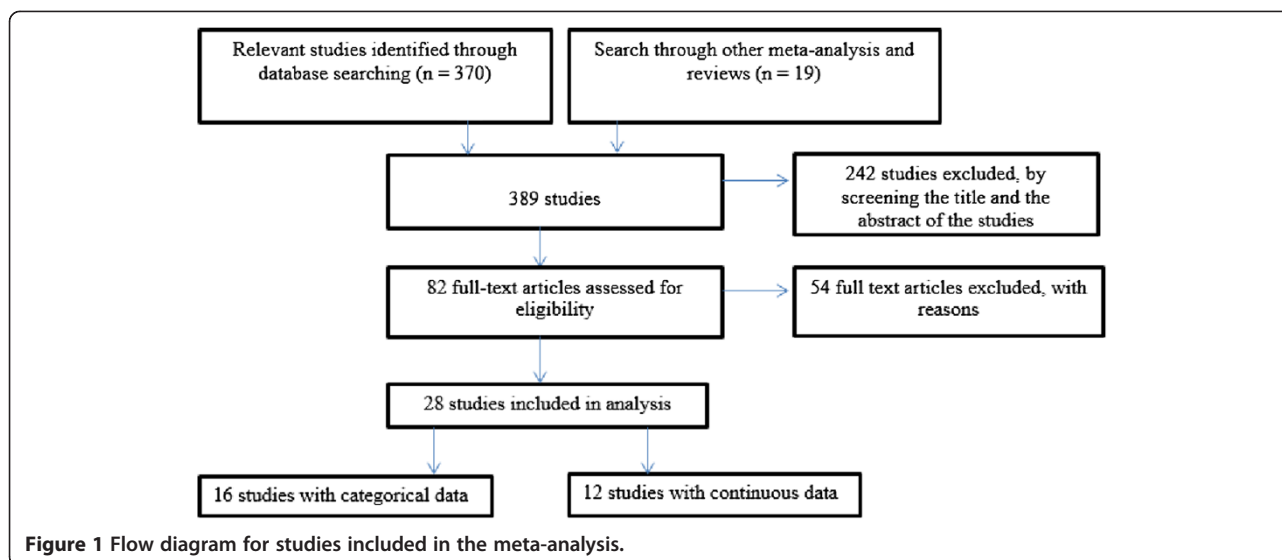 Relevant studies identified through
database searching (n = 370)
Search through other meta-analysis and
reviews (n = 19)
389 studies
242 studies excluded, by
screening the title and the
abstract of the studies
82 full-text articles assessed for
eligibility
54 full text articles excluded, with
reasons
28 studies included in analysis
16 studies with categorical data
12 studies with continuous data
Figure 1 Flow diagram for studies included in the meta-analysis.